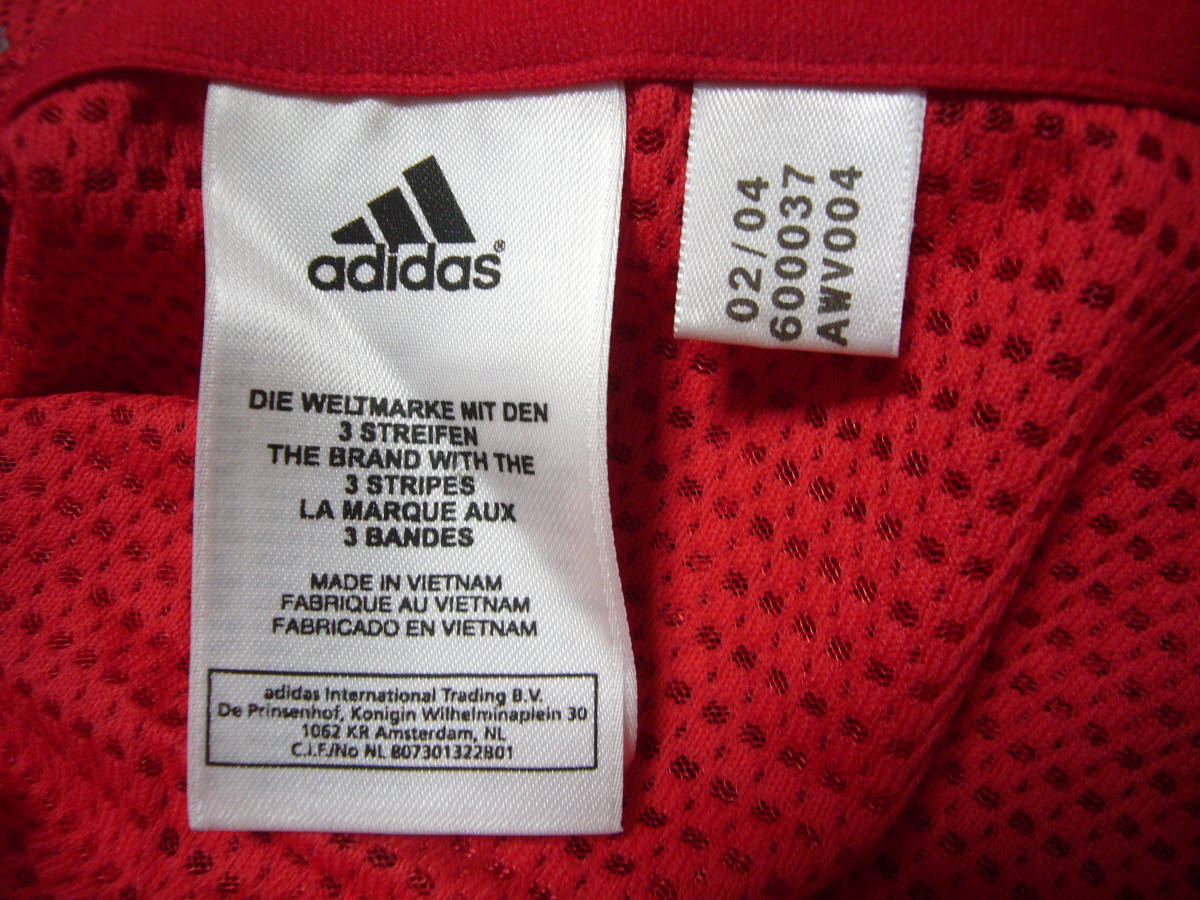 adidas®
DIE WELTMARKE MIT DEN
3 STREIFEN
THE BRAND WITH THE
3 STRIPES
LA MARQUE AUX
3 BANDES
MADE IN VIETNAM
FABRIQUE AU VIETNAM
FABRICADO EN VIETNAM
adidas International Trading B.V.
De Prinsenhof, Konigin Wilhelminaplein 30
1062 KR Amsterdam, NL
C.I.F./No NL 807301322B01
02/04
600037
AWV004